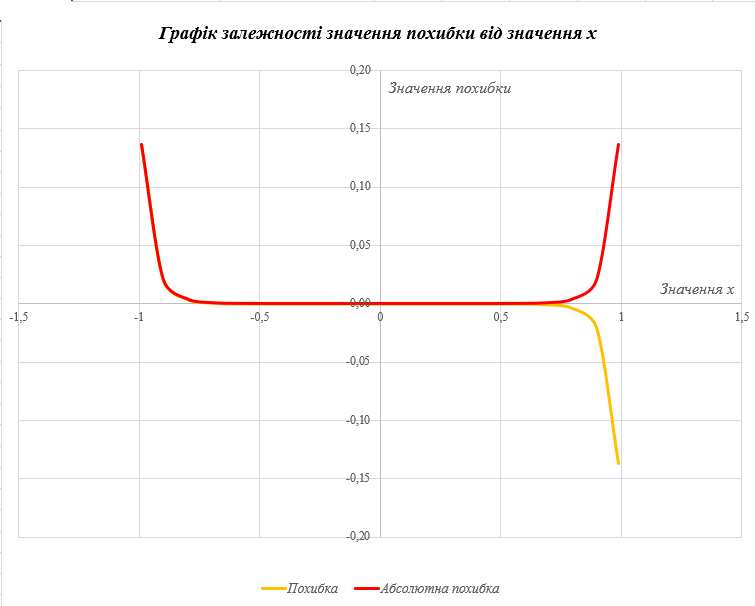 Графік залежності значення похибки від значення x
0,20
Значення похибки
0,15
0,10
0,05
Значення x
0,00
-1,5 -1 -0,5 0 0,5 1 1,5
-0,05
-0,10
-0,15
-0,20
Похибка Абсолютна похибка